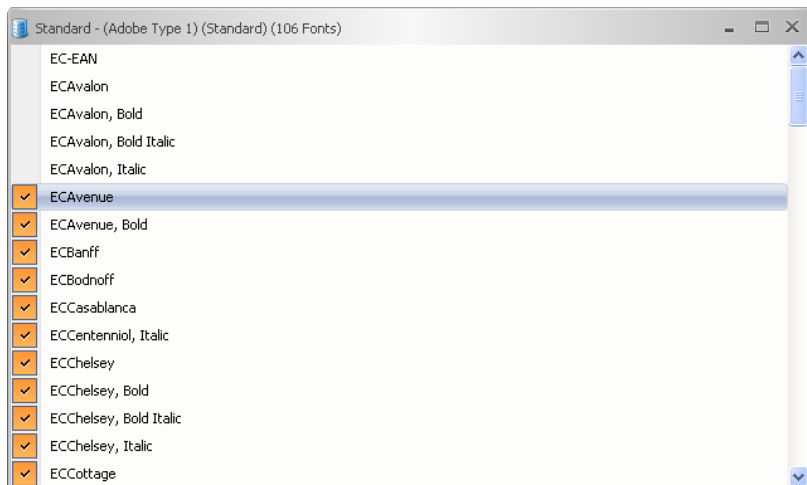 Standard - (Adobe Type 1) (Standard) (106 Fonts)
EC-EAN
ECAvalon
ECAvalon, Bold
ECAvalon, Bold Italic
ECAvalon, Italic
ECAvenue
ECAvenue, Bold
ECBanff
ECBodnoff
ECCasablanca
ECCentenniol, Italic
ECChelsey
ECChelsey, Bold
ECChelsey, Bold Italic
ECChelsey, Italic
ECCottage